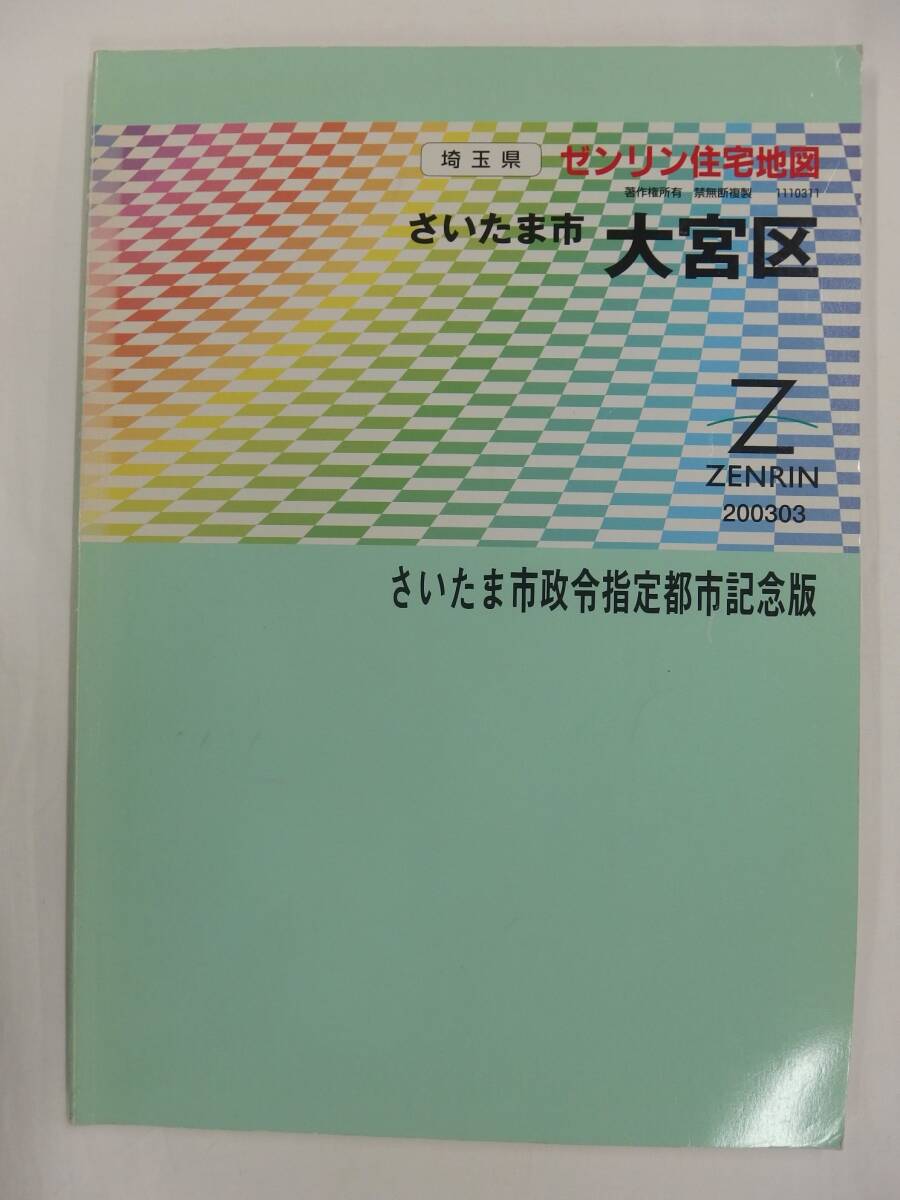 埼玉県 ゼンリン住宅地図
著作権所有 禁無断複製 1110311
さいたま市 大宮区
Z
ZENRIN
200303
さいたま市政令指定都市記念版